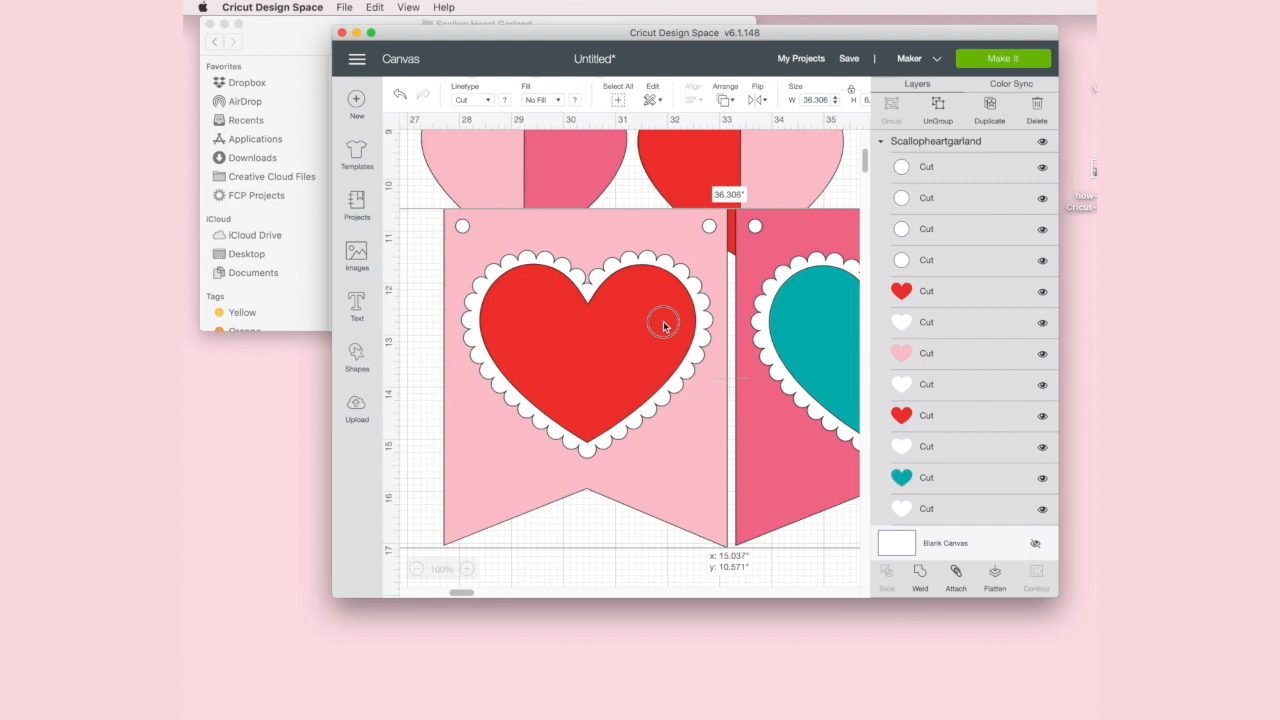 Cricut Design Space File Edit View Help
Scallop Heart Garland
Cricut Design Space v6.1.148
Canvas Untitled* My Projects Save | Maker Make It
Favorites
Dropbox
AirDrop
Recents
Applications
Downloads
Creative Cloud Files
FCP Projects
iCloud
iCloud Drive
Desktop
Documents
Tags
Yellow
Orange
New
Templates
Projects
Images
Text
Shapes
Upload
Linetype Fill Select All Edit Align Arrange Flip Size
Cut ? No Fill ? W 36.306 H 6.
27 28 29 30 31 32 33 34 35
9
10
11
12
13
14
15
16
17
36.306"
x: 15.037"
y: 10.571"
100%
Layers Color Sync
Group UnGroup Duplicate Delete
Scallopheartgarland
Cut
Cut
Cut
Cut
Cut
Cut
Cut
Cut
Cut
Cut
Cut
Cut
Blank Canvas
Slice Weld Attach Flatten Contour
how-
Cricut-